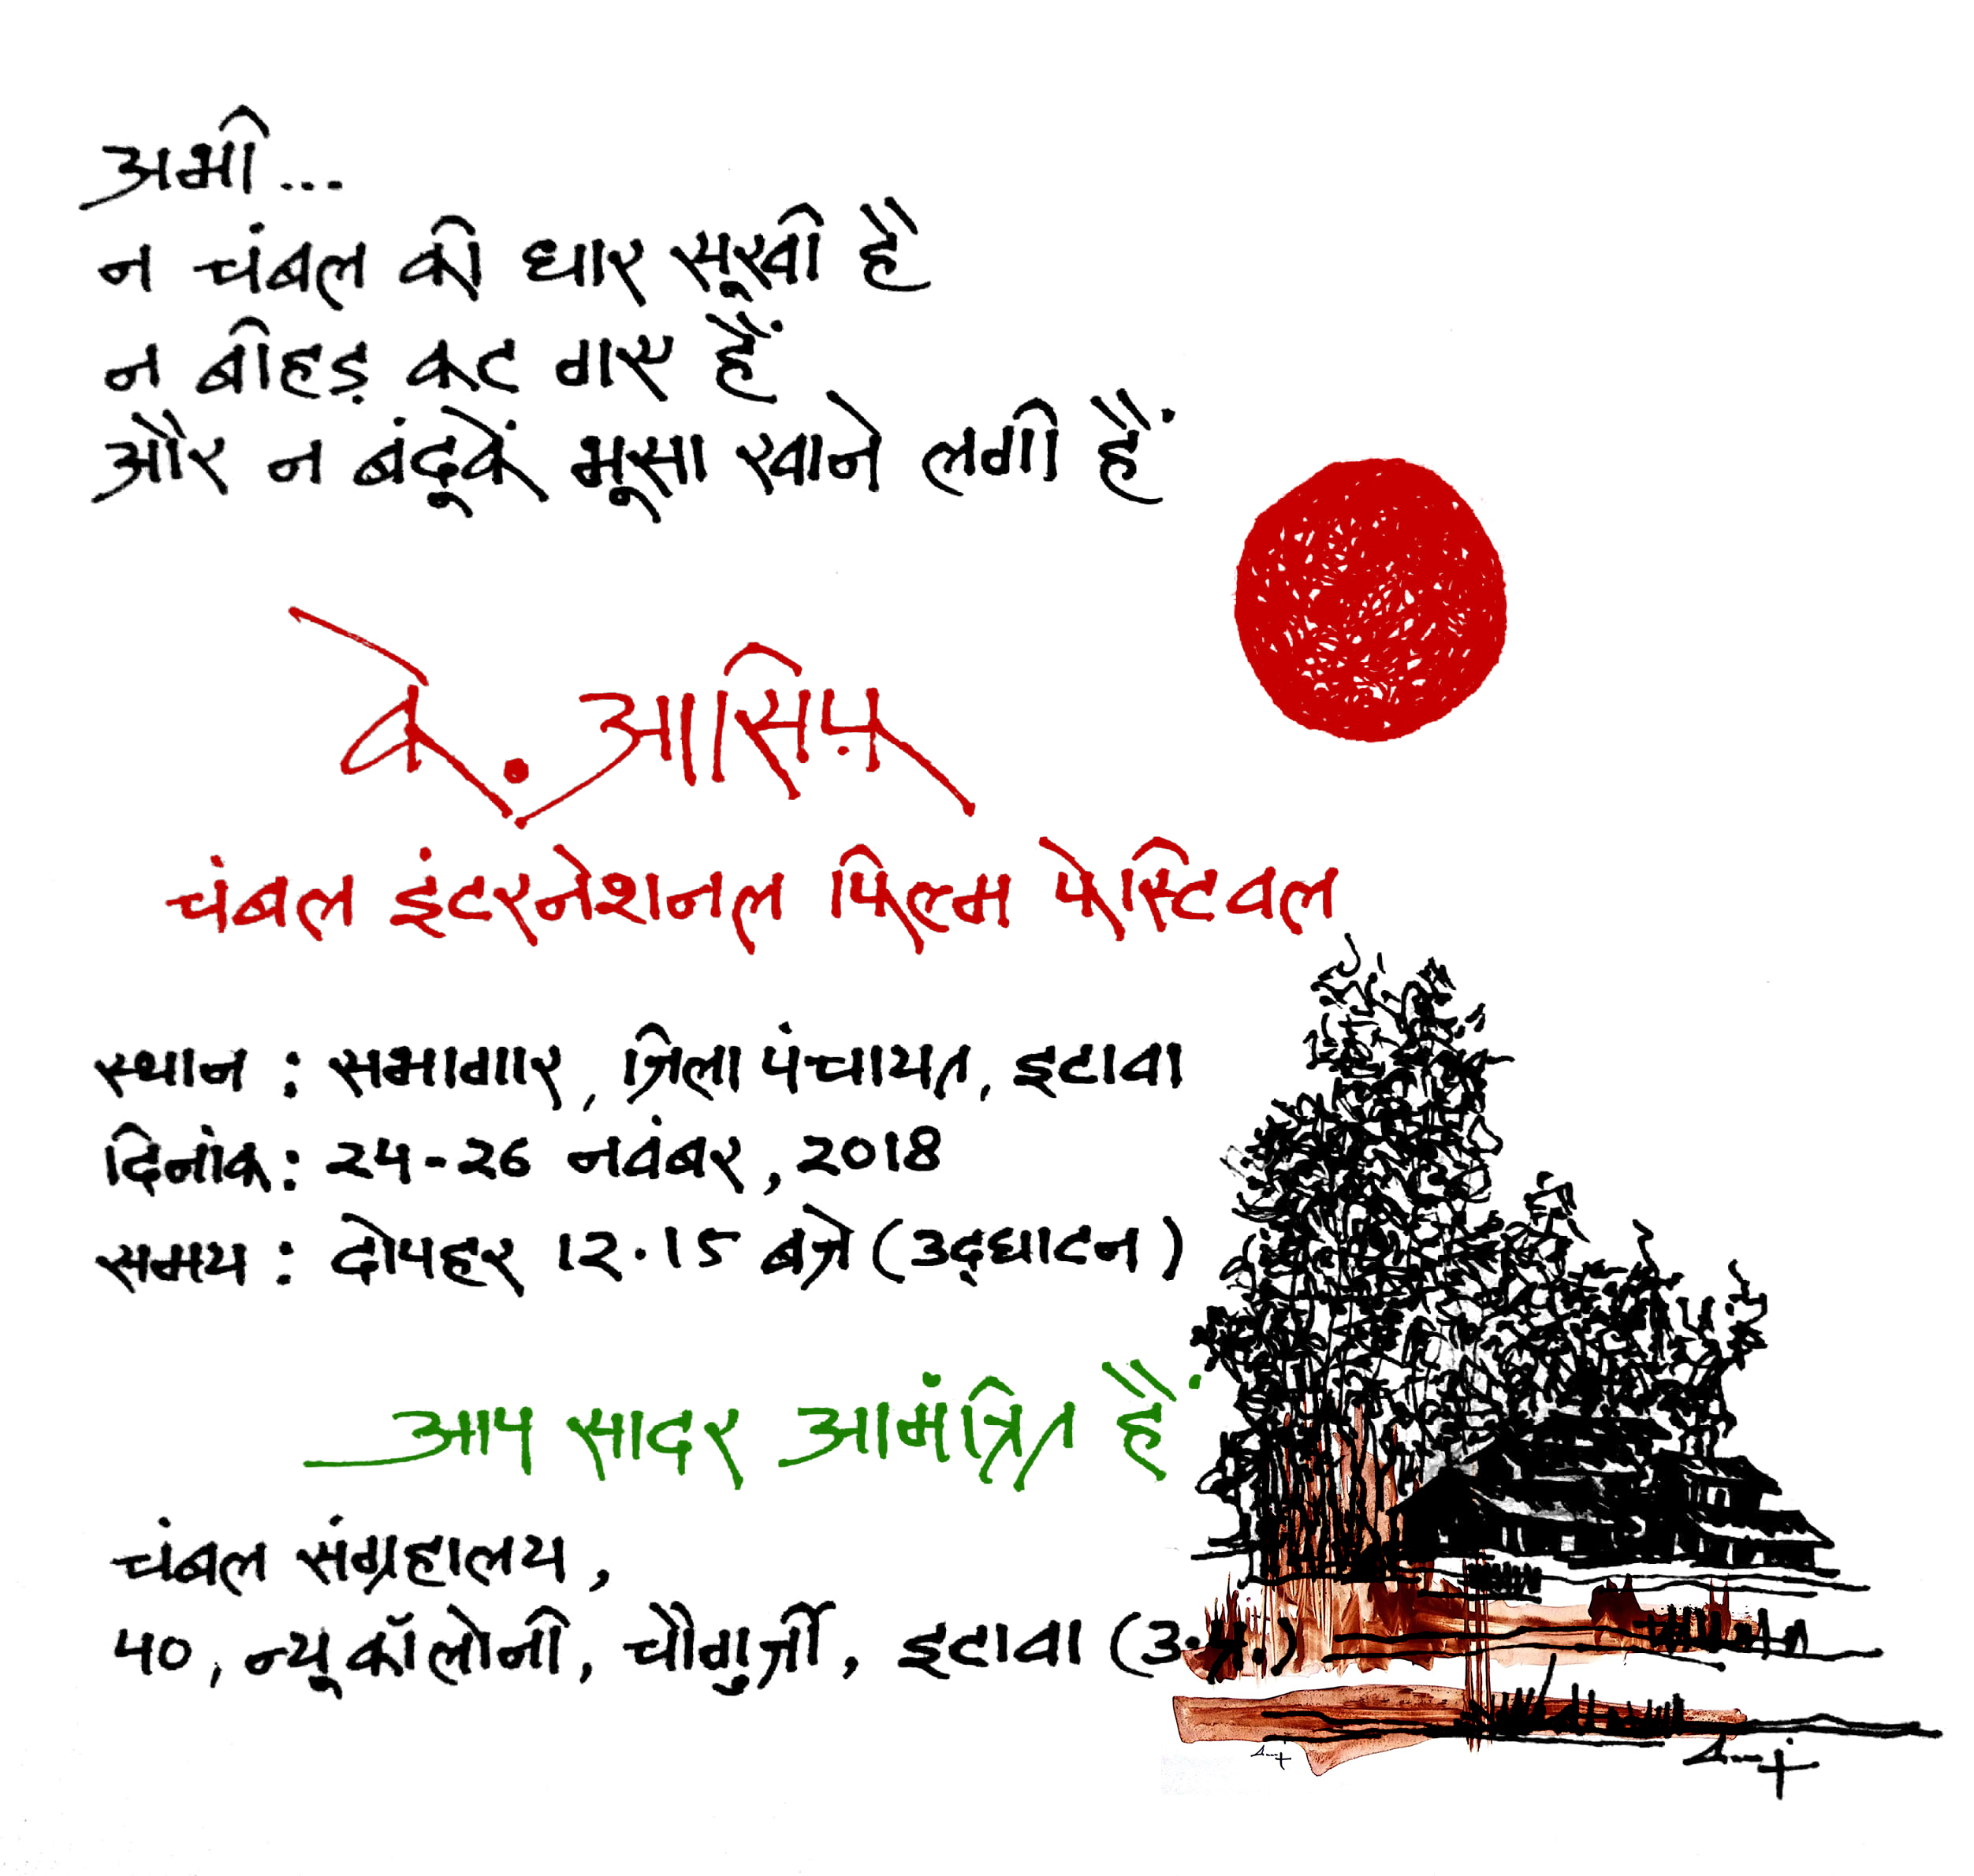 अभी...
न चंबल की धार सूखी है
न बीहड़ कट गए हैं
और न बंदूकें भूसा खाने लगी हैं
के. आसिफ़
चंबल इंटरनेशनल फिल्म फेस्टिवल
स्थान : सभागार, जिला पंचायत, इटावा
दिनांक : 24-26 नवंबर, 2018
समय : दोपहर 12.15 बजे (उद्घाटन)
आप सादर आमंत्रित हैं
चंबल संग्रहालय,
40, न्यू कॉलोनी, चौगुर्जी, इटावा (उ.प्र.)